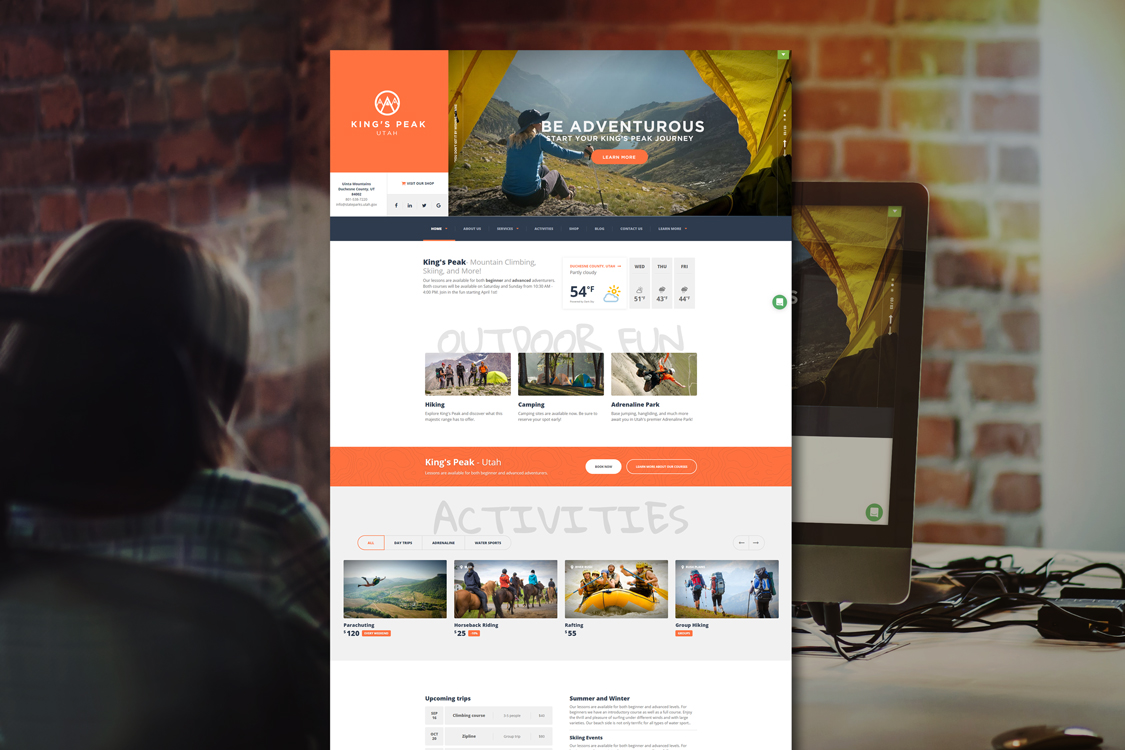 KING'S PEAK
UTAH
Uinta Mountains
Duchesne County, UT
VISIT OUR SHOP
BE ADVENTUROUS
START YOUR KING'S PEAK JOURNEY
LEARN MORE
HOME
ABOUT US
SERVICES
ACTIVITIES
SHOP
BLOG
CONTACT US
LEARN MORE
King's Peak - Mountain Climbing,
Skiing, and More!
Our lessons are available for both beginner and advanced adventurers.
Both courses will be available on Saturday and Sunday from 10:30 AM -
4:00 PM. Join in the fun starting April 1st!
DUCHESNE COUNTY, UTAH
Partly cloudy
54°F
WED
51°F
THU
43°F
FRI
44°F
OUTDOOR FUN
Hiking
Explore King's Peak and discover what this
majestic range has to offer.
Camping
Camping sites are available now. Be sure to
reserve your spot early!
Adrenaline Park
Base jumping, hangliding, and much more
await you in Utah's premier Adrenaline Park!
King's Peak - Utah
Lessons are available for both beginner and advanced adventurers.
BOOK NOW
LEARN MORE ABOUT OUR COURSES
ACTIVITIES
ALL
DAY TRIPS
ADRENALINE
WATER SPORTS
Parachuting
$120
Horseback Riding
$25
Rafting
$55
Group Hiking
Upcoming trips
SEP
16
Climbing course
OCT
20
Zipline
Group trip
Summer and Winter
Our lessons are available for both beginner and advanced levels. For
beginners we have an introductory course as well as a full course. Enjoy
the thrill and pleasure of surfing under different winds and with large
varieties. Our beach side is not only terrific for all types of water sport.
Skiing Events
Our lessons are available for both beginner and advanced levels. For